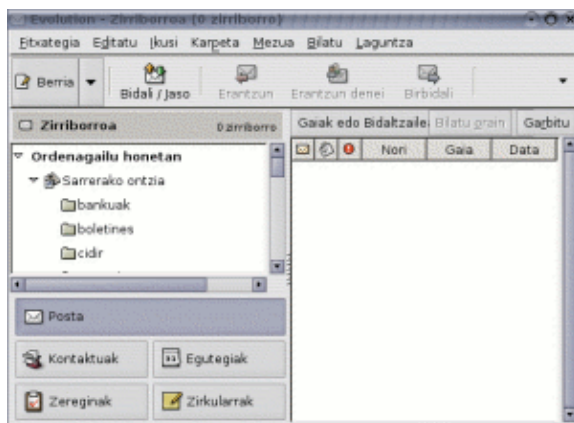 Evolution - Zirriborroa (0 zirriborro)
Fitxategia Editatu Ikusi Karpeta Mezua Bilatu Laguntza
Berria Bidali / Jaso Erantzun Erantzun denei Birbidali
Zirriborroa 0 zirriborro
Gaiak edo Bidaltzaile Bilatu orain Garbitu
Nori Gaia Data
Ordenagailu honetan
Sarrerako ontzia
bankuak
boletines
cidir
Posta
Kontaktuak Egutegiak
Zereginak Zirkularrak